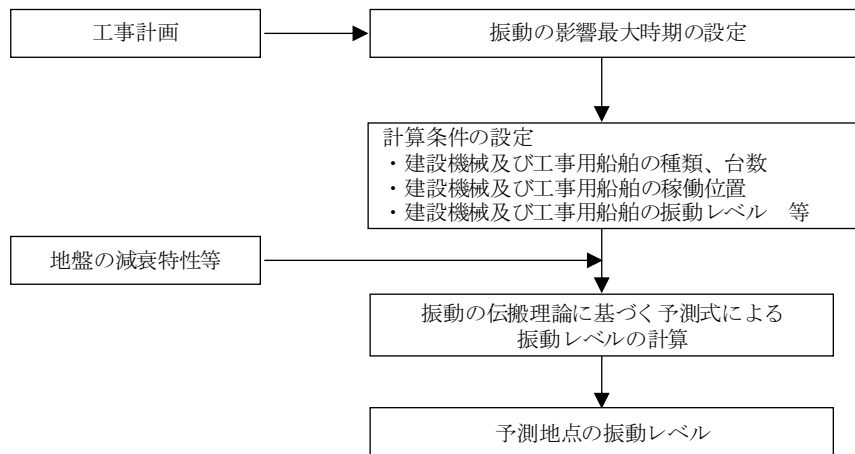 工事計画
振動の影響最大時期の設定
計算条件の設定
・建設機械及び工事用船舶の種類、台数
・建設機械及び工事用船舶の稼働位置
・建設機械及び工事用船舶の振動レベル　等
地盤の減衰特性等
振動の伝搬理論に基づく予測式による
振動レベルの計算
予測地点の振動レベル